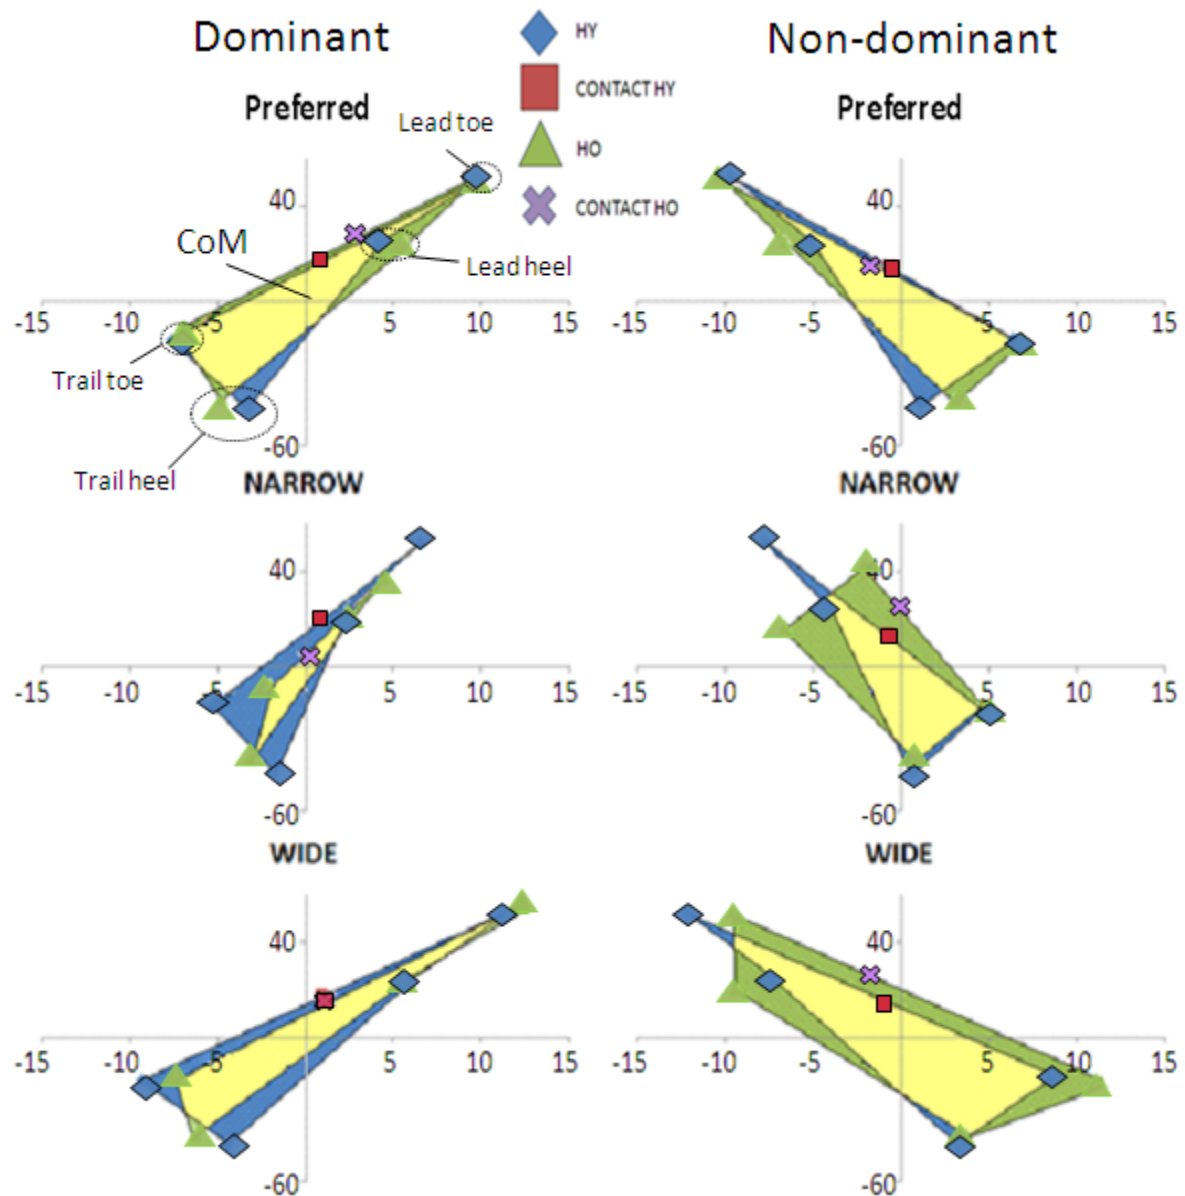 Dominant
HY
Non-dominant
CONTACT HY
Preferred
Preferred
Lead toe
HO
40
40
CONTACT HO
CoM
Lead heel
-15 -10 -5 5 10 15
-15 -10 -5 -5 10 15
Trail toe
-60
-60
Trail heel
NARROW
NARROW
40
40
-15 -10 5 10 15
-15 -10 -5 5 10 15
-60
-60
WIDE
WIDE
40
40
-15 -10 -5 5 10 15
-15 -10 -5 5 10 15
-60
-60